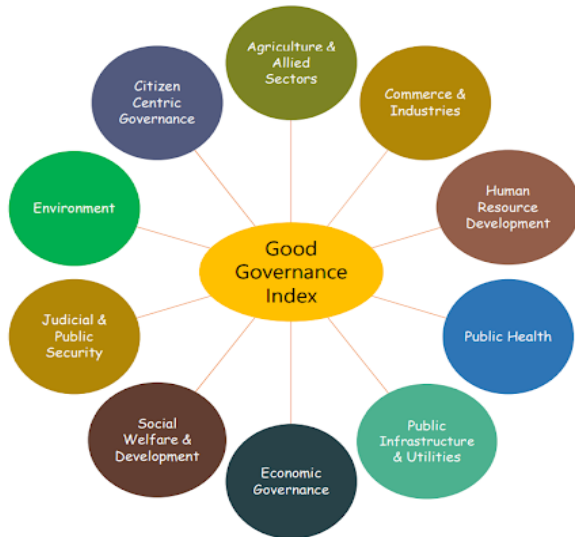 Agriculture &
Allied
Sectors
Commerce &
Industries
Human
Resource
Development
Public Health
Public
Infrastructure
& Utilities
Economic
Governance
Social
Welfare &
Development
Judicial &
Public
Security
Environment
Citizen
Centric
Governance
Good
Governance
Index